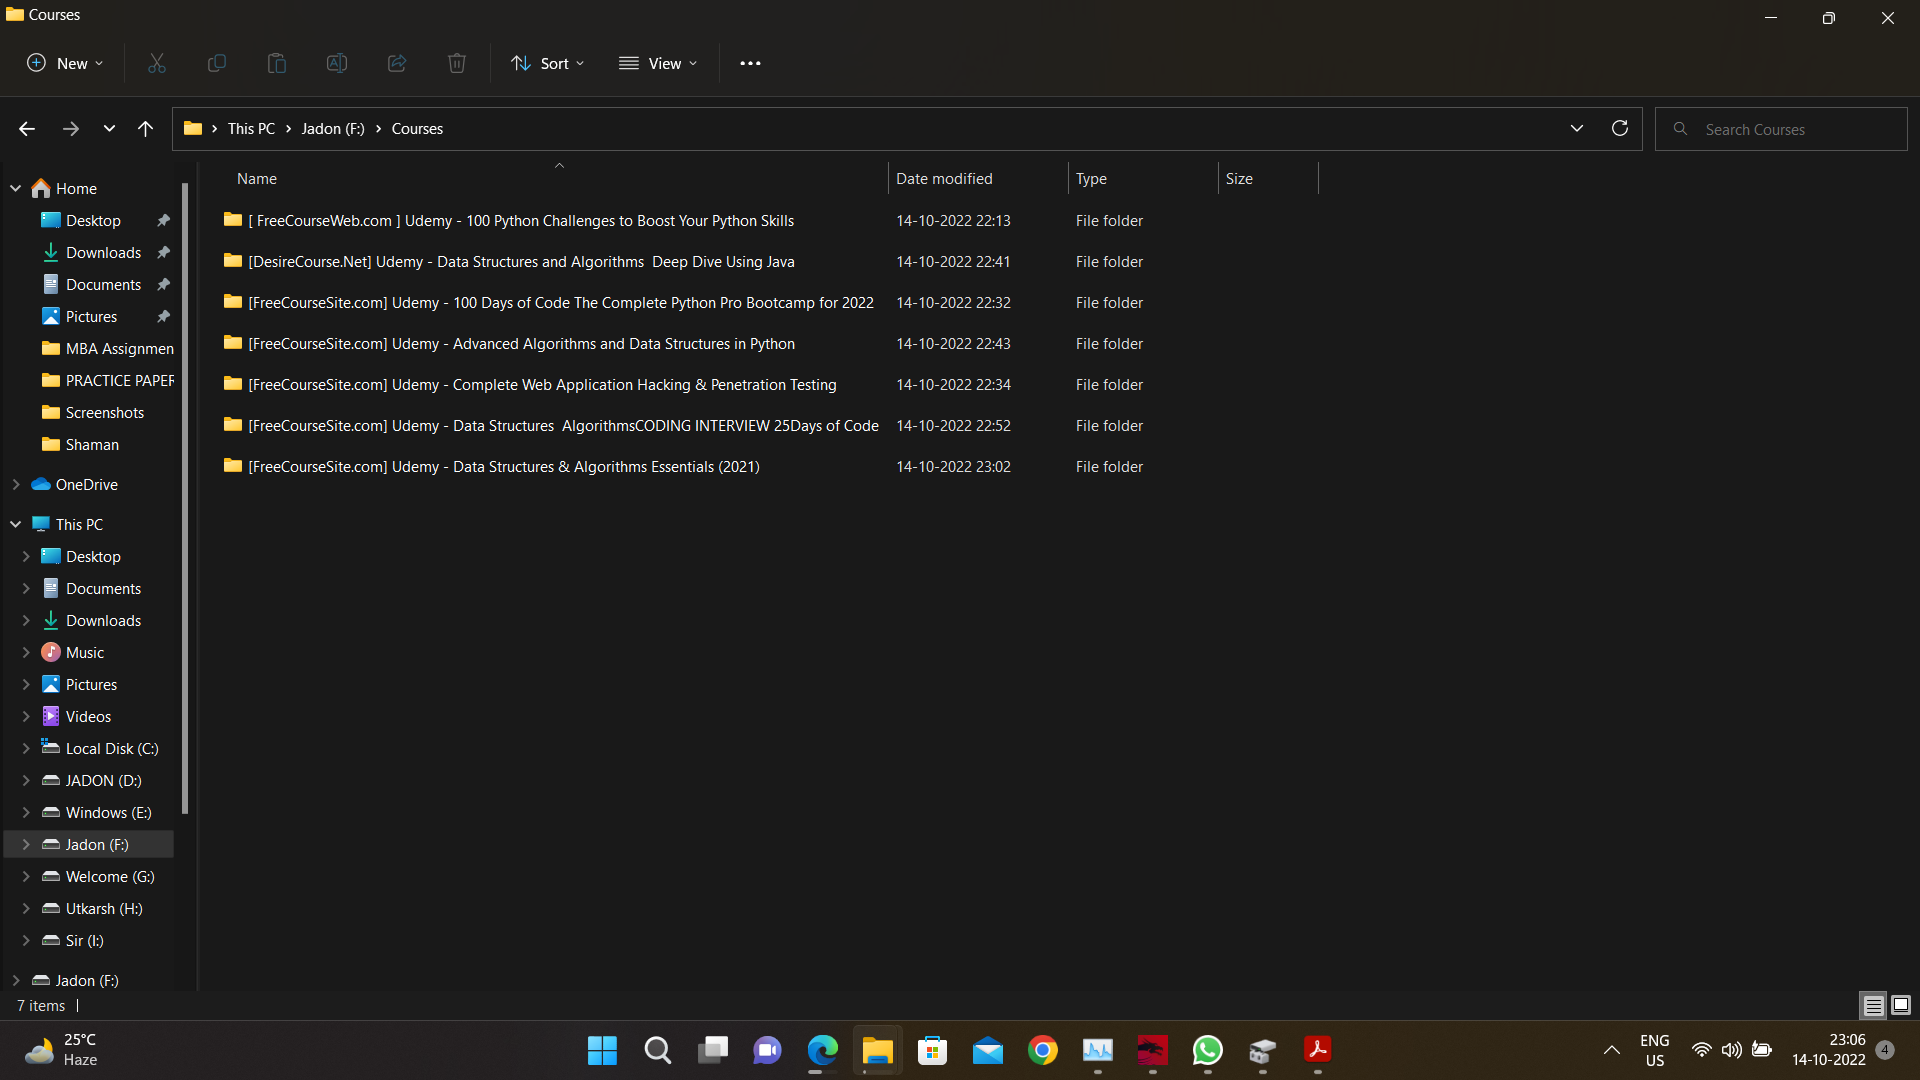 Courses
New
Sort
View
This PC
Jadon (F:)
Courses
Search Courses
Name
Date modified
Type
Size
[ FreeCourseWeb.com ] Udemy - 100 Python Challenges to Boost Your Python Skills 14-10-2022 22:13 File folder
[DesireCourse.Net] Udemy - Data Structures and Algorithms  Deep Dive Using Java 14-10-2022 22:41 File folder
[FreeCourseSite.com] Udemy - 100 Days of Code The Complete Python Pro Bootcamp for 2022 14-10-2022 22:32 File folder
[FreeCourseSite.com] Udemy - Advanced Algorithms and Data Structures in Python 14-10-2022 22:43 File folder
[FreeCourseSite.com] Udemy - Complete Web Application Hacking & Penetration Testing 14-10-2022 22:34 File folder
[FreeCourseSite.com] Udemy - Data Structures  AlgorithmsCODING INTERVIEW 25Days of Code 14-10-2022 22:52 File folder
[FreeCourseSite.com] Udemy - Data Structures & Algorithms Essentials (2021) 14-10-2022 23:02 File folder
Home
Desktop
Downloads
Documents
Pictures
MBA Assignmen
PRACTICE PAPER
Screenshots
Shaman
OneDrive
This PC
Desktop
Documents
Downloads
Music
Pictures
Videos
Local Disk (C:)
JADON (D:)
Windows (E:)
Jadon (F:)
Welcome (G:)
Utkarsh (H:)
Sir (I:)
Jadon (F:)
7 items
25°C
Haze
ENG
US
23:06
14-10-2022
4